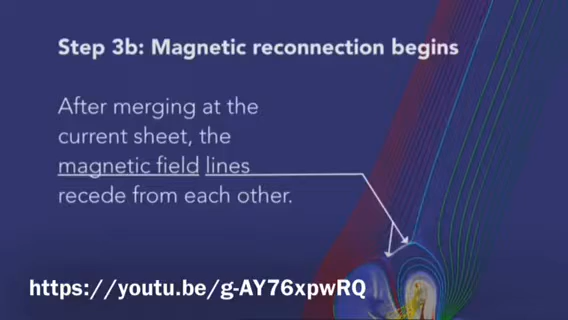 Step 3b: Magnetic reconnection begins
After merging at the
current sheet, the
magnetic field lines
recede from each other.
https://youtu.be/g-AY76xpwRQ